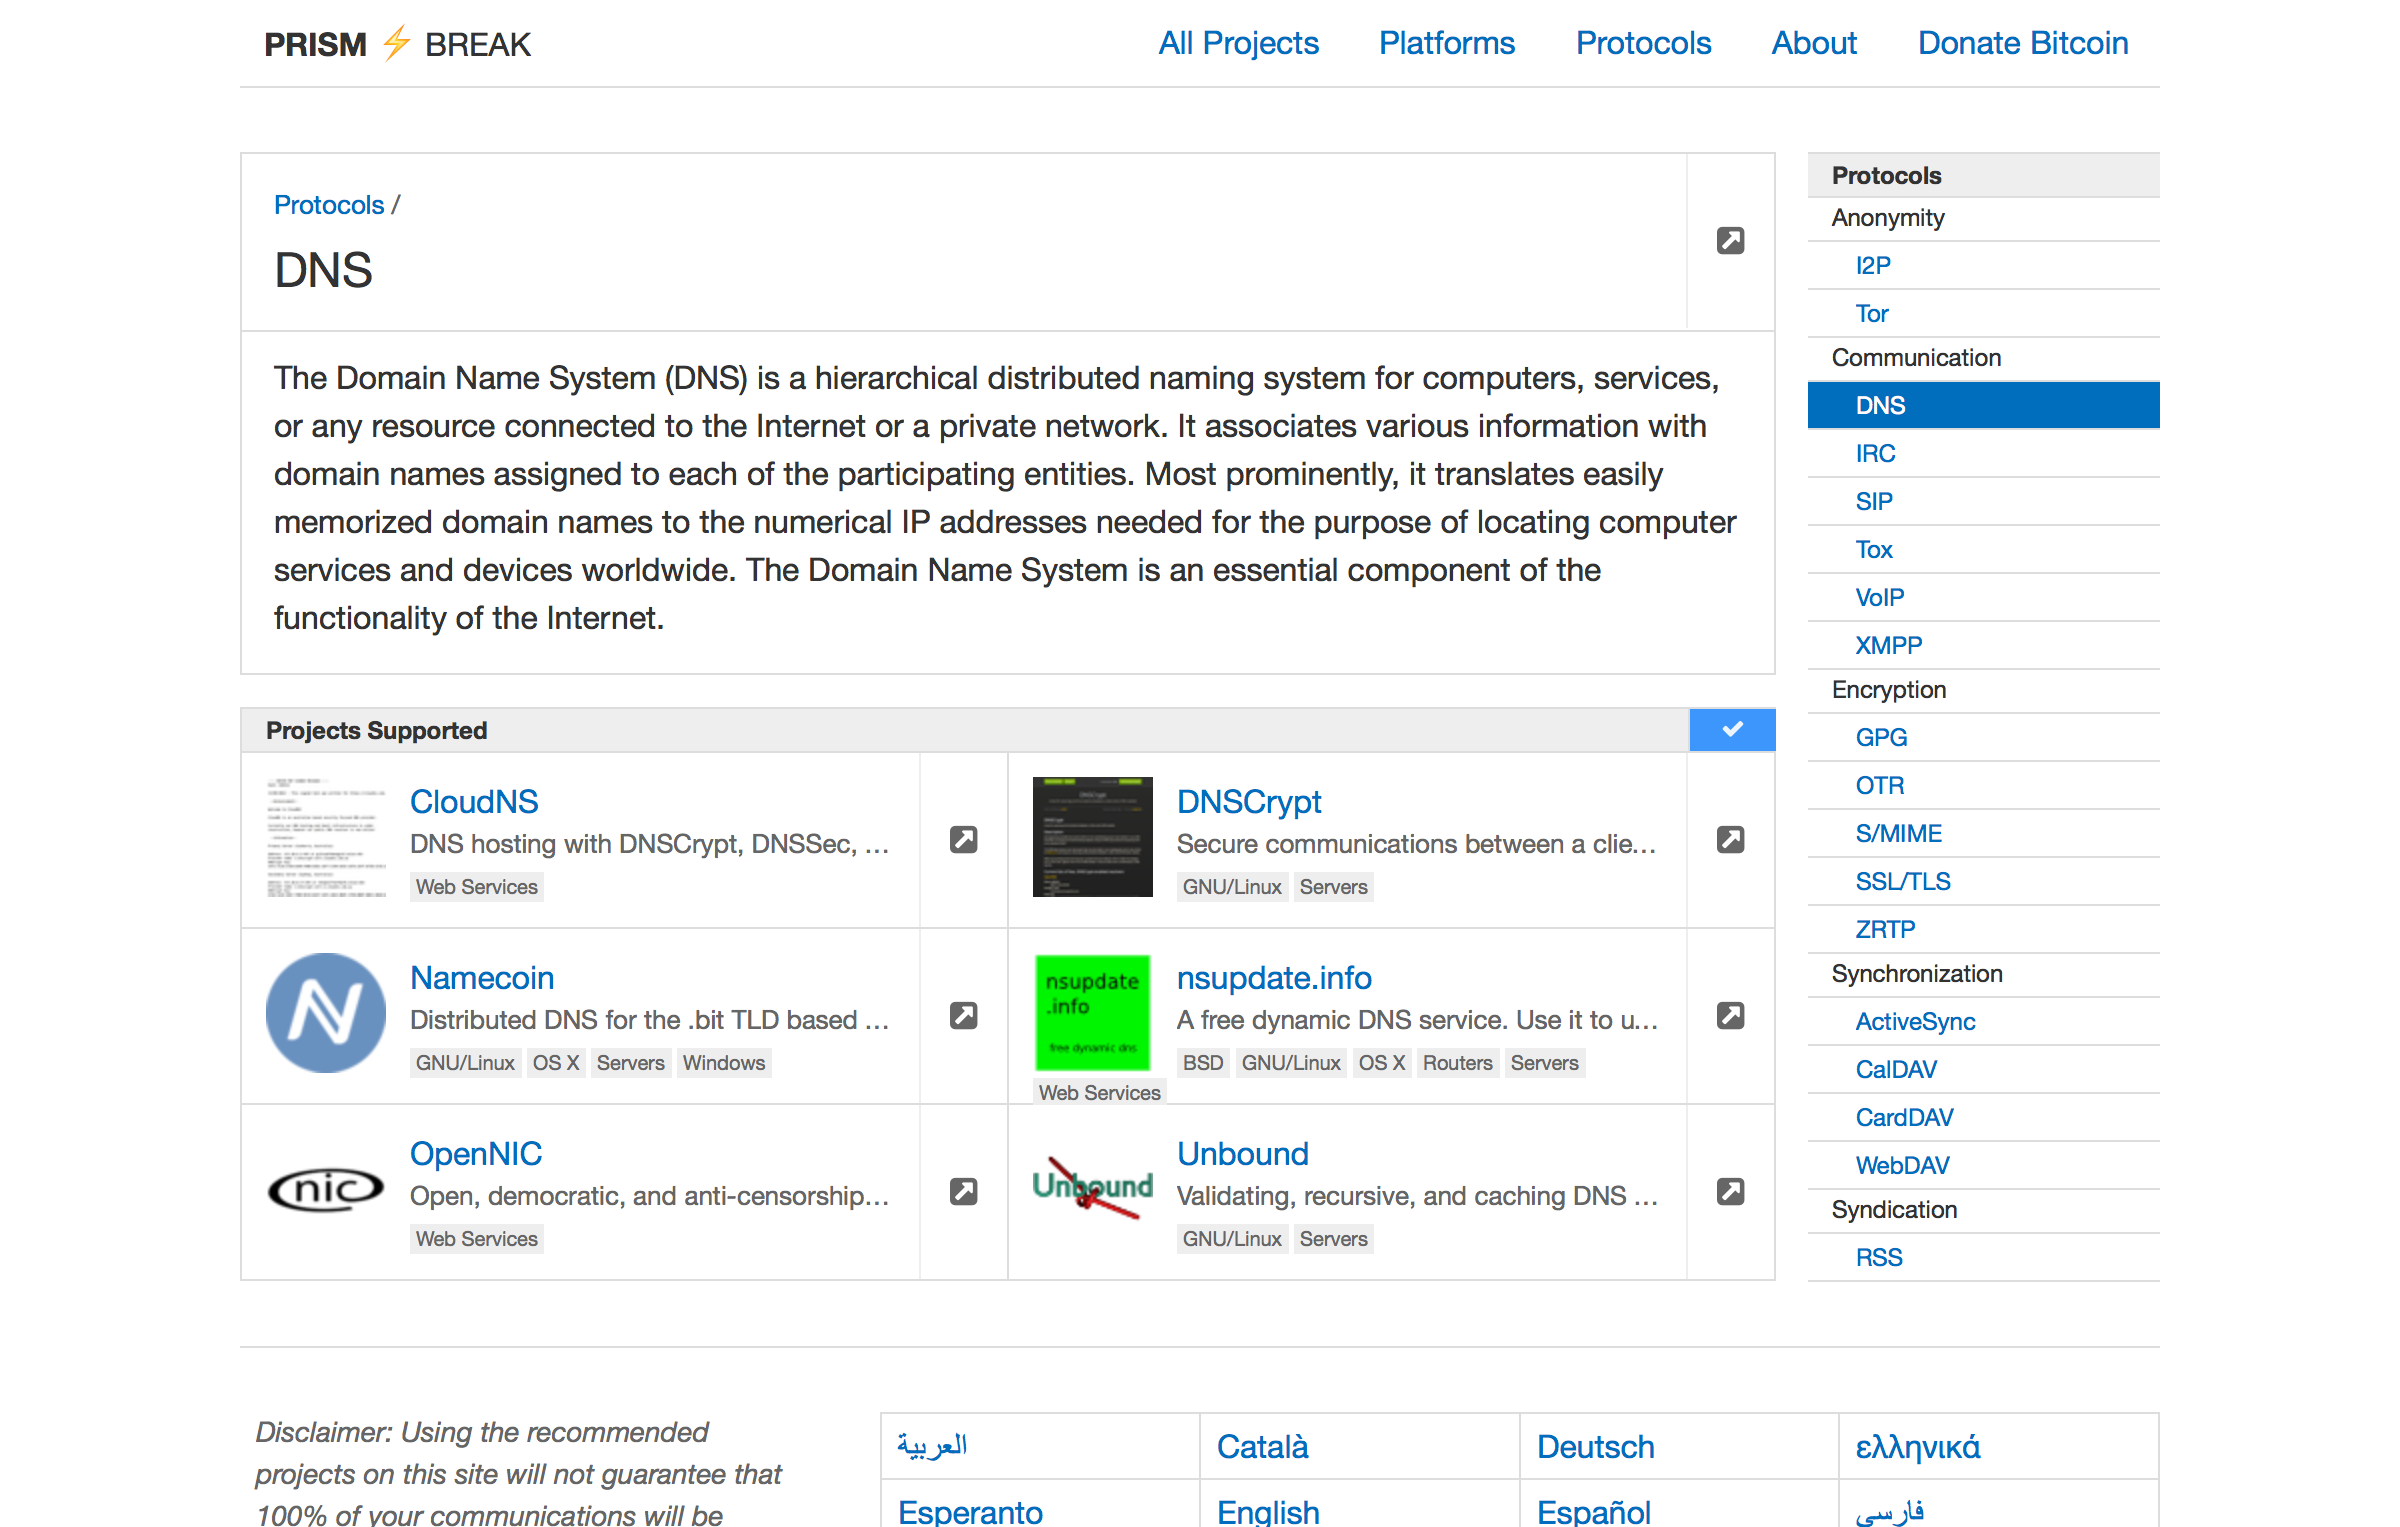 PRISM ⚡ BREAK
All Projects
Platforms
Protocols
About
Donate Bitcoin
Protocols /
DNS
The Domain Name System (DNS) is a hierarchical distributed naming system for computers, services,
or any resource connected to the Internet or a private network. It associates various information with
domain names assigned to each of the participating entities. Most prominently, it translates easily
memorized domain names to the numerical IP addresses needed for the purpose of locating computer
services and devices worldwide. The Domain Name System is an essential component of the
functionality of the Internet.
Projects Supported
CloudNS
DNS hosting with DNSCrypt, DNSSec, …
Web Services
DNSCrypt
Secure communications between a clie…
GNU/Linux Servers
Namecoin
Distributed DNS for the .bit TLD based …
GNU/Linux OS X Servers Windows
nsupdate
.info
free dynamic dns
nsupdate.info
A free dynamic DNS service. Use it to u…
BSD GNU/Linux OS X Routers Servers
Web Services
nic
OpenNIC
Open, democratic, and anti-censorship…
Web Services
Unbound
Unbound
Validating, recursive, and caching DNS …
GNU/Linux Servers
Protocols
Anonymity
I2P
Tor
Communication
DNS
IRC
SIP
Tox
VoIP
XMPP
Encryption
GPG
OTR
S/MIME
SSL/TLS
ZRTP
Synchronization
ActiveSync
CalDAV
CardDAV
WebDAV
Syndication
RSS
Disclaimer: Using the recommended
projects on this site will not guarantee that
100% of your communications will be
العربية
Català
Deutsch
ελληνικά
Esperanto
English
Español
فارسی